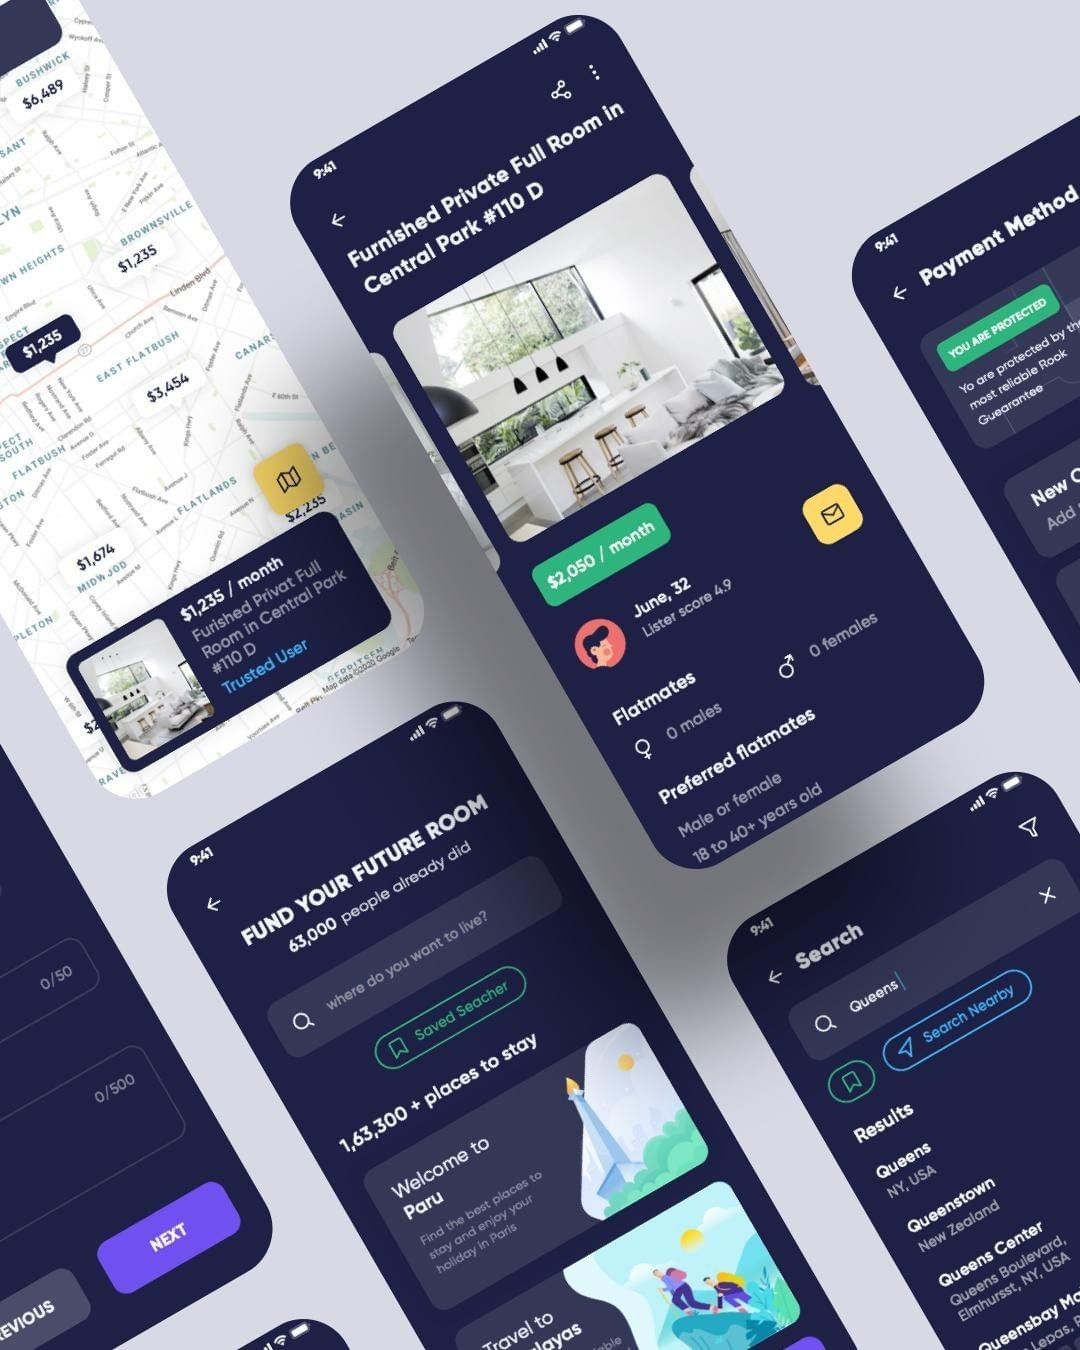 BUSHWICK
$6,489
BROWNSVILLE
$1,235
Linden Blvd
$1,235
EAST FLATBUSH
$3,454
FLATBUSH
FLATLANDS
$2,235
$1,674
MIDWJOD
$1,235 / month
Furished Privat Full
Room in Central Park
#110 D
Trusted User
GERRITSEN
Map data ©2020 Google
9:41
Furnished Private Full Room in
Central Park #110 D
$2,050 / month
June, 32
Lister score 4.9
Flatmates
0 males
0 females
Preferred flatmates
Male or female
18 to 40+ years old
9:41
Payment Method
YOU ARE PROTECTED
Yo are protected by the
most reliable Rook
Guearantee
New
Add
0/50
0/500
NEXT
EVIOUS
9:41
FUND YOUR FUTURE ROOM
63,000 people already did
where do you want to live?
Saved Seacher
1,63,300 + places to stay
Welcome to
Paru
Find the best places to
stay and enjoy your
holiday in Paris
Travel to
alayas
9:41
Search
Queens
Search Nearby
Results
Queens
NY, USA
Queenstown
New Zealand
Queens Center
Queens Boulevard,
Elmhursst, NY, USA
Queensbay
Lepas,